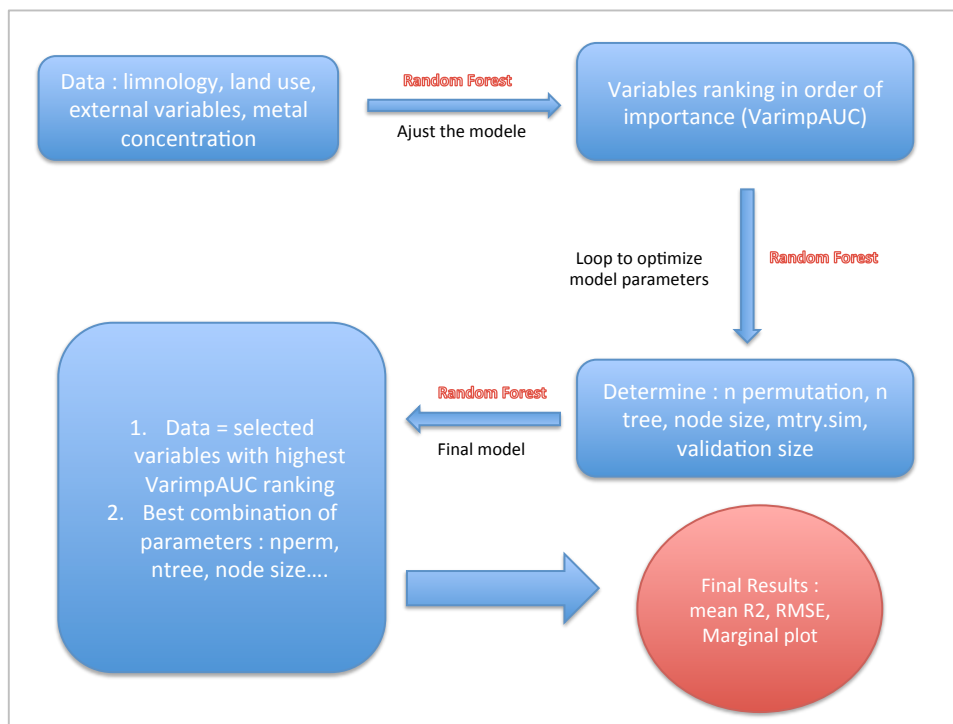 Data : limnology, land use,
external variables, metal
concentration
Random Forest
Ajust the modele
Variables ranking in order of
importance (VarimpAUC)
Loop to optimize
model parameters
Random Forest
Determine : n permutation, n
tree, node size, mtry.sim,
validation size
Random Forest
Final model
1. Data = selected
variables with highest
VarimpAUC ranking
2. Best combination of
parameters : nperm,
ntree, node size....
Final Results :
mean R2, RMSE,
Marginal plot